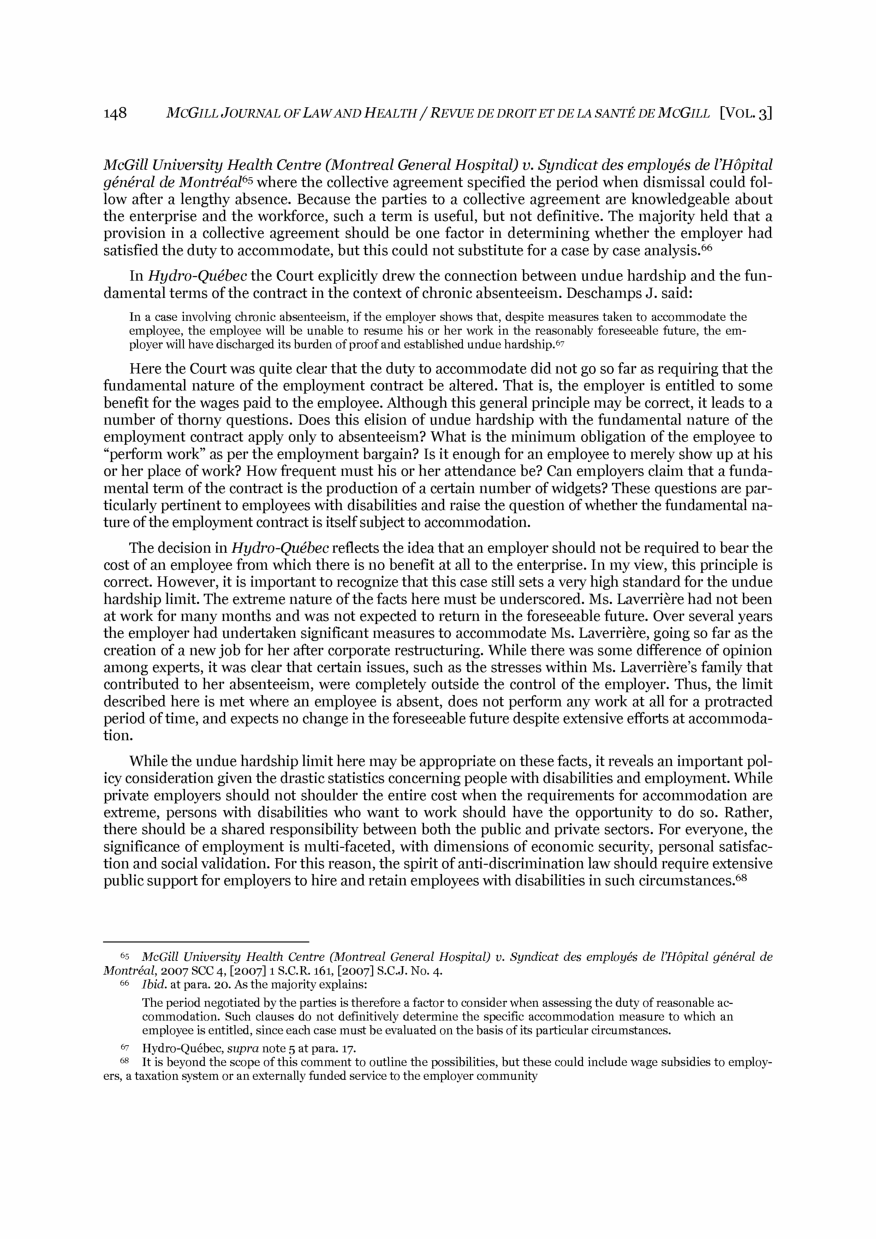 148 MCGILL JOURNAL OF LAW AND HEALTH / REVUE DE DROIT ET DE LA SANTÉ DE MCGILL [VOL. 3]
McGill University Health Centre (Montreal General Hospital) v. Syndicat des employés de l’Hôpital
général de Montréal65 where the collective agreement specified the period when dismissal could fol-
low after a lengthy absence. Because the parties to a collective agreement are knowledgeable about
the enterprise and the workforce, such a term is useful, but not definitive. The majority held that a
provision in a collective agreement should be one factor in determining whether the employer had
satisfied the duty to accommodate, but this could not substitute for a case by case analysis.66
In Hydro-Québec the Court explicitly drew the connection between undue hardship and the fun-
damental terms of the contract in the context of chronic absenteeism. Deschamps J. said:
In a case involving chronic absenteeism, if the employer shows that, despite measures taken to accommodate the
employee, the employee will be unable to resume his or her work in the reasonably foreseeable future, the em-
ployer will have discharged its burden of proof and established undue hardship.67
Here the Court was quite clear that the duty to accommodate did not go so far as requiring that the
fundamental nature of the employment contract be altered. That is, the employer is entitled to some
benefit for the wages paid to the employee. Although this general principle may be correct, it leads to a
number of thorny questions. Does this elision of undue hardship with the fundamental nature of the
employment contract apply only to absenteeism? What is the minimum obligation of the employee to
“perform work” as per the employment bargain? Is it enough for an employee to merely show up at his
or her place of work? How frequent must his or her attendance be? Can employers claim that a funda-
mental term of the contract is the production of a certain number of widgets? These questions are par-
ticularly pertinent to employees with disabilities and raise the question of whether the fundamental na-
ture of the employment contract is itself subject to accommodation.
The decision in Hydro-Québec reflects the idea that an employer should not be required to bear the
cost of an employee from which there is no benefit at all to the enterprise. In my view, this principle is
correct. However, it is important to recognize that this case still sets a very high standard for the undue
hardship limit. The extreme nature of the facts here must be underscored. Ms. Laverrière had not been
at work for many months and was not expected to return in the foreseeable future. Over several years
the employer had undertaken significant measures to accommodate Ms. Laverrière, going so far as the
creation of a new job for her after corporate restructuring. While there was some difference of opinion
among experts, it was clear that certain issues, such as the stresses within Ms. Laverrière’s family that
contributed to her absenteeism, were completely outside the control of the employer. Thus, the limit
described here is met where an employee is absent, does not perform any work at all for a protracted
period of time, and expects no change in the foreseeable future despite extensive efforts at accommoda-
tion.
While the undue hardship limit here may be appropriate on these facts, it reveals an important pol-
icy consideration given the drastic statistics concerning people with disabilities and employment. While
private employers should not shoulder the entire cost when the requirements for accommodation are
extreme, persons with disabilities who want to work should have the opportunity to do so. Rather,
there should be a shared responsibility between both the public and private sectors. For everyone, the
significance of employment is multi-faceted, with dimensions of economic security, personal satisfac-
tion and social validation. For this reason, the spirit of anti-discrimination law should require extensive
public support for employers to hire and retain employees with disabilities in such circumstances.68
65 McGill University Health Centre (Montreal General Hospital) v. Syndicat des employés de l’Hôpital général de
Montréal, 2007 SCC 4, [2007] 1 S.C.R. 161, [2007] S.C.J. No. 4.
66 Ibid. at para. 20. As the majority explains:
The period negotiated by the parties is therefore a factor to consider when assessing the duty of reasonable ac-
commodation. Such clauses do not definitively determine the specific accommodation measure to which an
employee is entitled, since each case must be evaluated on the basis of its particular circumstances.
67 Hydro-Québec, supra note 5 at para. 17.
68 It is beyond the scope of this comment to outline the possibilities, but these could include wage subsidies to employ-
ers, a taxation system or an externally funded service to the employer community